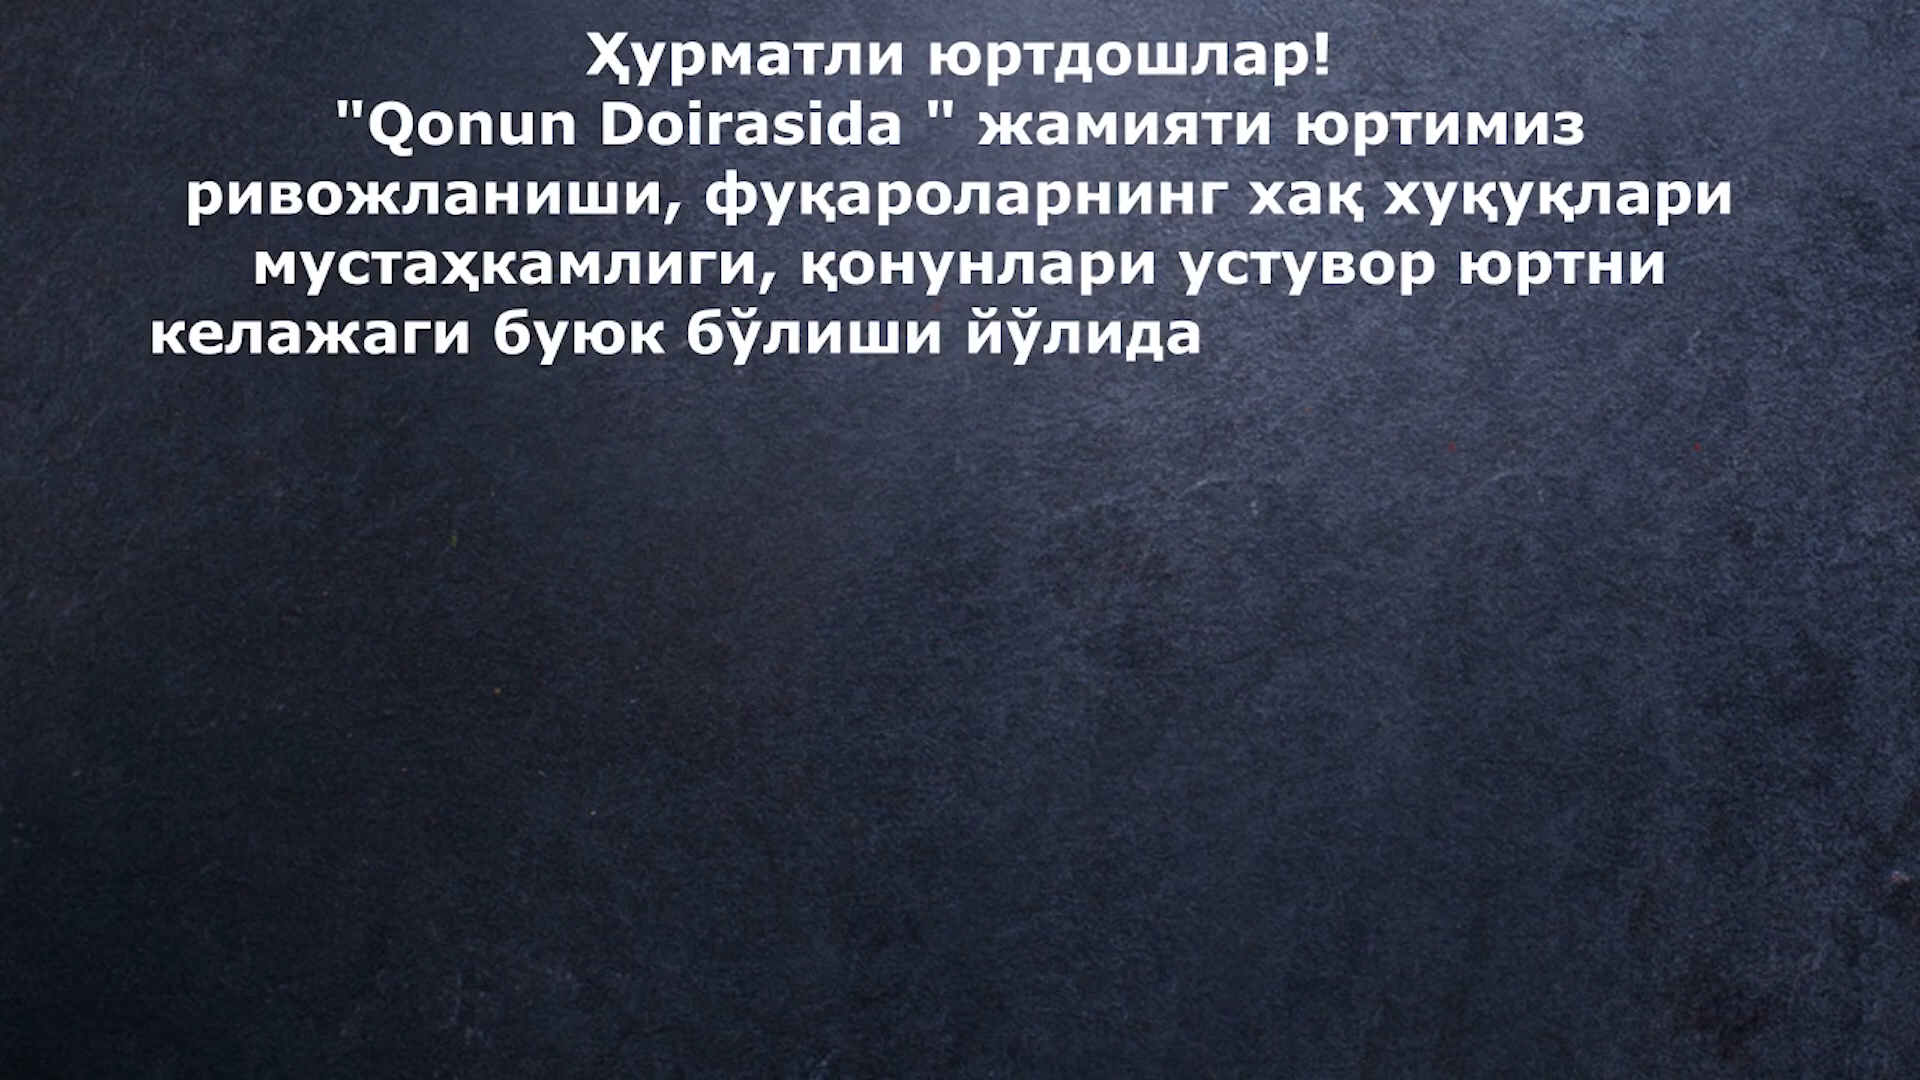 Ҳурматли юртдошлар!
"Qonun Doirasida " жамияти юртимиз
ривожланиши, фуқароларнинг хақ хуқуқлари
мустаҳкамлиги, қонунлари устувор юртни
келажаги буюк бўлиши йўлида